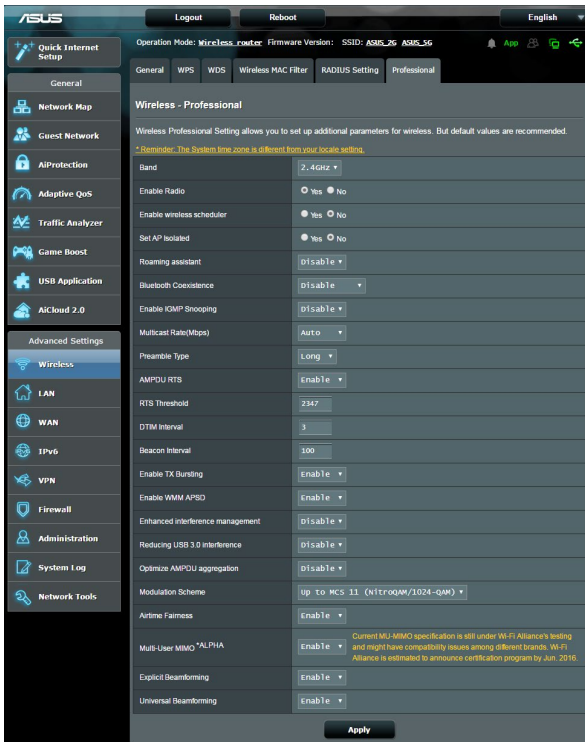 ASUS
Logout
Reboot
English
Quick Internet
Setup
Operation Mode: Wireless router Firmware Version: SSID: ASUS_2G ASUS_5G
App
General
WPS
WDS
Wireless MAC Filter
RADIUS Setting
Professional
General
Network Map
Guest Network
AiProtection
Adaptive QoS
Traffic Analyzer
Game Boost
USB Application
AiCloud 2.0
Advanced Settings
Wireless
LAN
WAN
IPv6
VPN
Firewall
Administration
System Log
Network Tools
Wireless - Professional
Wireless Professional Setting allows you to set up additional parameters for wireless. But default values are recommended.
* Reminder: The System time zone is different from your locale setting.
Band 2.4GHz
Enable Radio Yes No
Enable wireless scheduler Yes No
Set AP Isolated Yes No
Roaming assistant Disable
Bluetooth Coexistence Disable
Enable IGMP Snooping Disable
Multicast Rate(Mbps) Auto
Preamble Type Long
AMPDU RTS Enable
RTS Threshold 2347
DTIM Interval 3
Beacon Interval 100
Enable TX Bursting Enable
Enable WMM APSD Enable
Enhanced interference management Disable
Reducing USB 3.0 interference Disable
Optimize AMPDU aggregation Disable
Modulation Scheme Up to MCS 11 (NitroQAM/1024-QAM)
Airtime Fairness Enable
Multi-User MIMO *ALPHA Enable
Current MU-MIMO specification is still under Wi-Fi Alliance's testing
and might have compatibility issues among different brands. Wi-Fi
Alliance is estimated to announce certification program by Jun. 2016.
Explicit Beamforming Enable
Universal Beamforming Enable
Apply